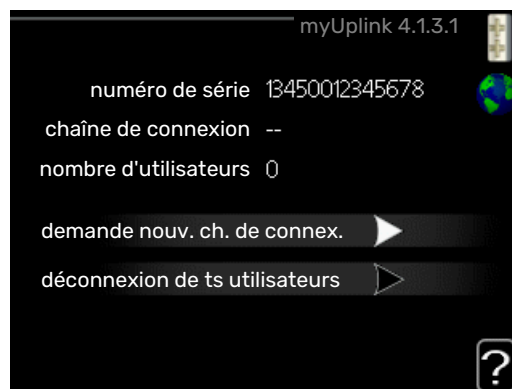 myUplink 4.1.3.1
numéro de série 13450012345678
chaîne de connexion --
nombre d'utilisateurs 0
demande nouv. ch. de connex.
déconnexion de ts utilisateurs
?